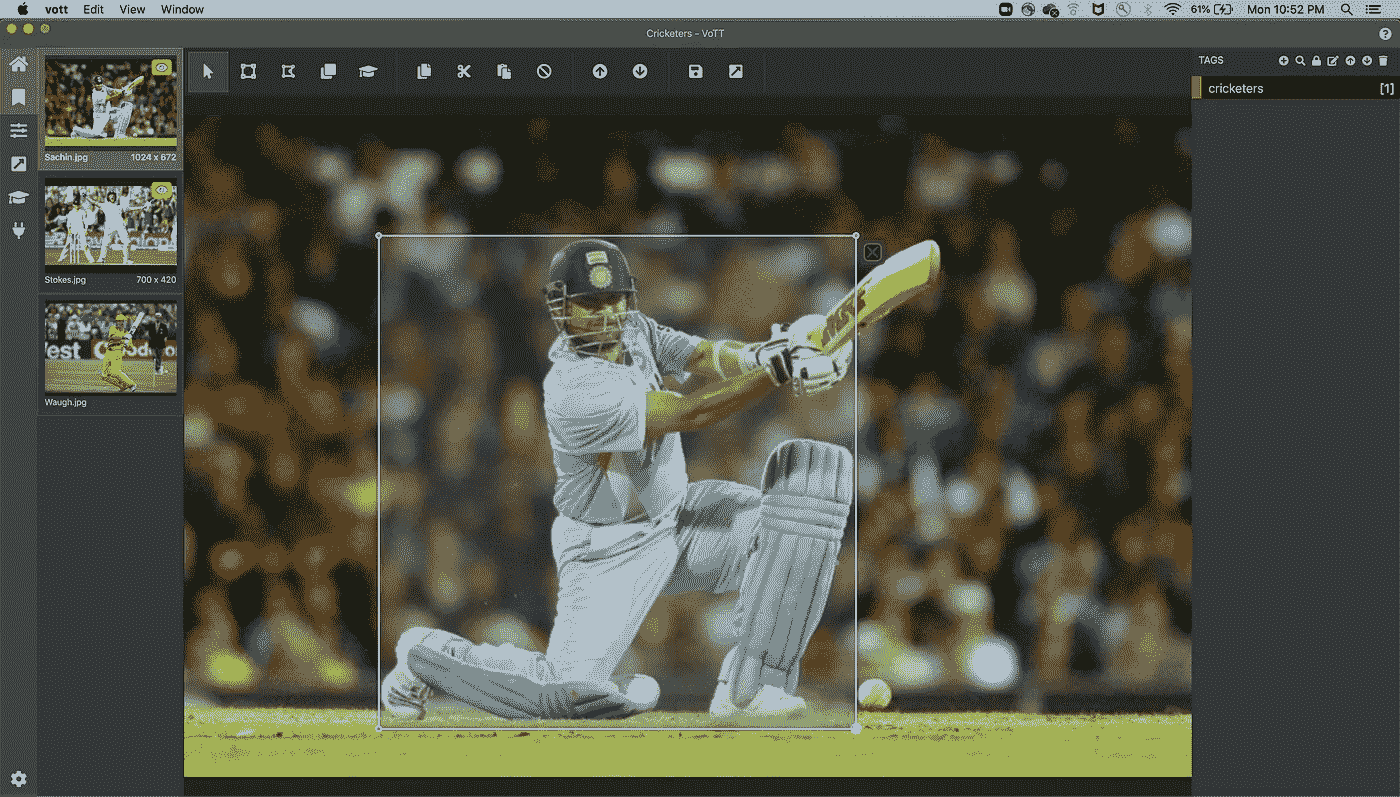 vott Edit View Window 61% Mon 10:52 PM
Cricketers - VoTT
TAGS
cricketers [1]
Sachin.jpg 1024 x 672
Stokes.jpg 700 x 420
Waugh.jpg